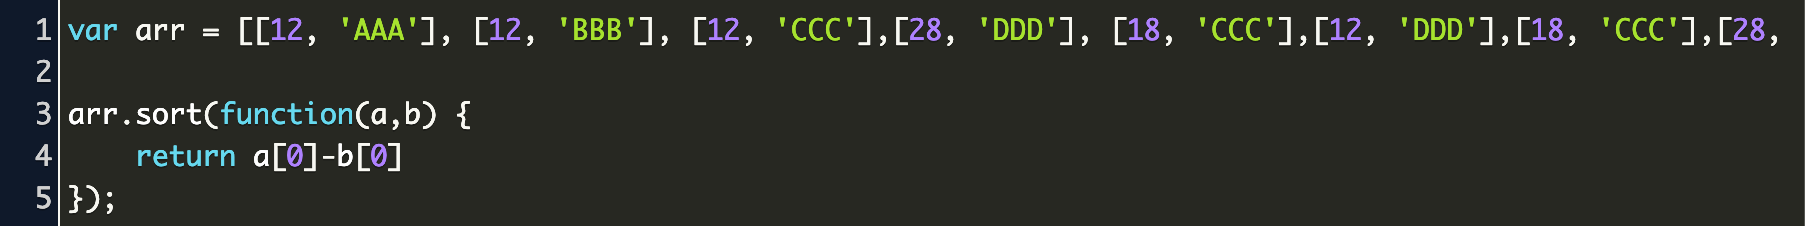 1 var arr = [[12, 'AAA'], [12, 'BBB'], [12, 'CCC'],[28, 'DDD'], [18, 'CCC'],[12, 'DDD'],[18, 'CCC'],[28,
2
3 arr.sort(function(a,b) {
4     return a[0]-b[0]
5 });